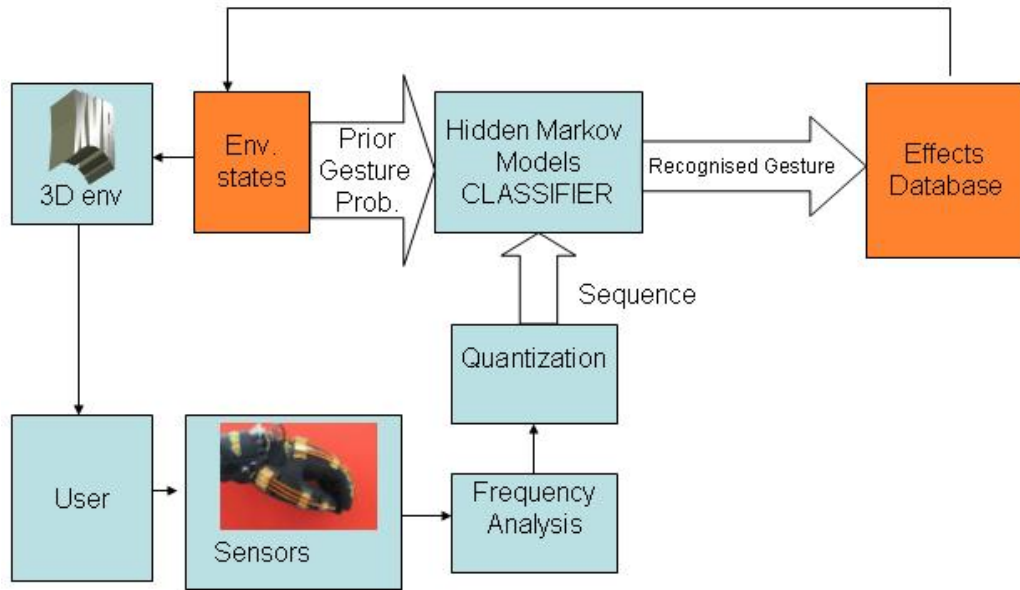 XVR
3D env
Env.
states
Prior
Gesture
Prob.
Hidden Markov
Models
CLASSIFIER
Recognised Gesture
Effects
Database
Sequence
Quantization
User
Sensors
Frequency
Analysis